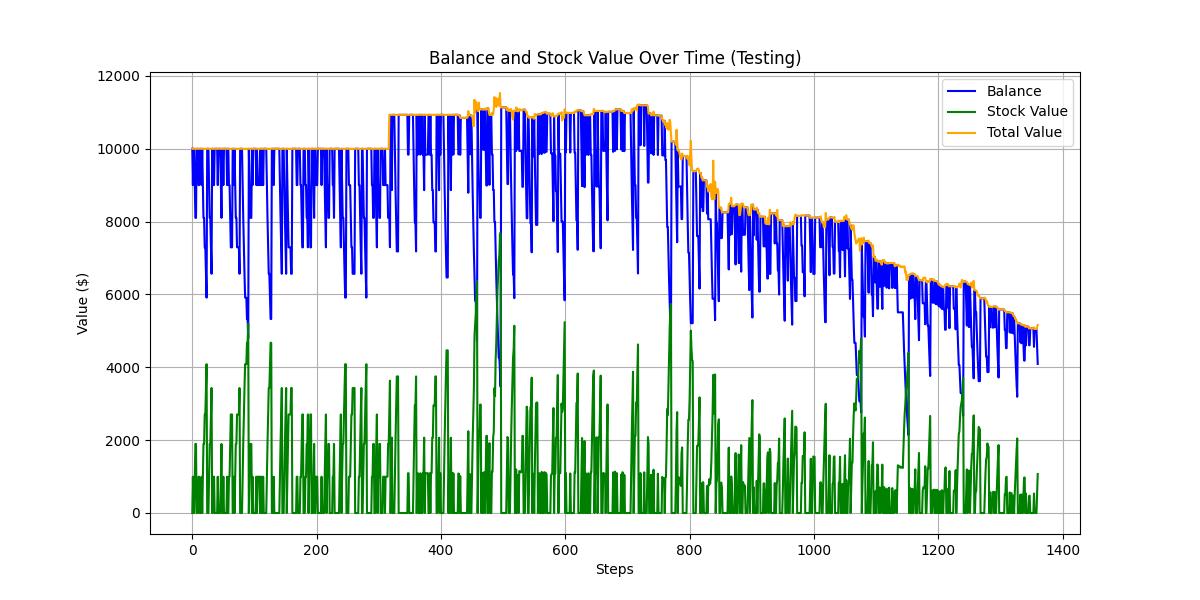 Balance and Stock Value Over Time (Testing)
12000
10000
8000
6000
4000
2000
0
Value ($)
Balance
Stock Value
Total Value
0 200 400 600 800 1000 1200 1400
Steps